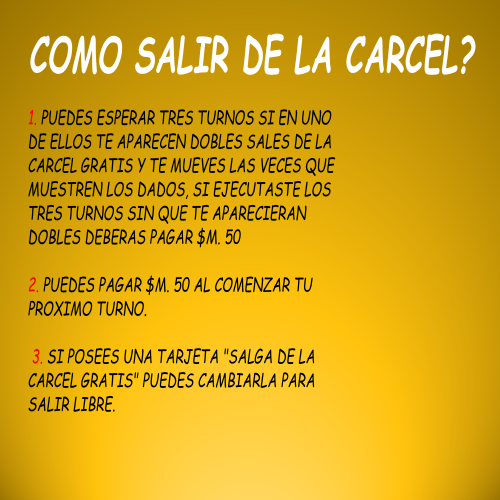 COMO SALIR DE LA CARCEL?
1. PUEDES ESPERAR TRES TURNOS SI EN UNO
DE ELLOS TE APARECEN DOBLES SALES DE LA
CARCEL GRATIS Y TE MUEVES LAS VECES QUE
MUESTREN LOS DADOS, SI EJECUTASTE LOS
TRES TURNOS SIN QUE TE APARECIERAN
DOBLES DEBERAS PAGAR $M. 50
2. PUEDES PAGAR $M. 50 AL COMENZAR TU
PROXIMO TURNO.
3. SI POSEES UNA TARJETA "SALGA DE LA
CARCEL GRATIS" PUEDES CAMBIARLA PARA
SALIR LIBRE.